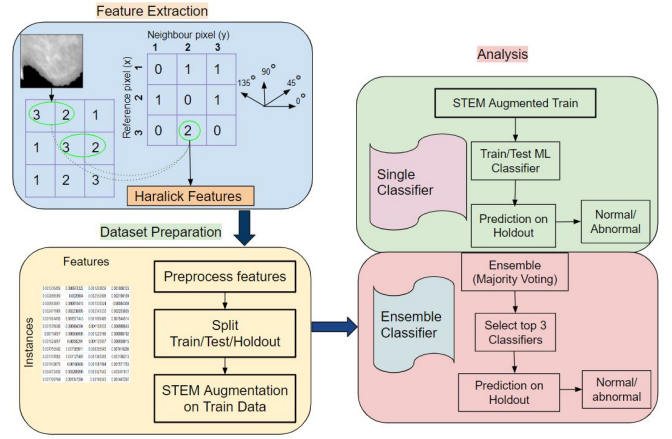 Feature Extraction
Neighbour pixel (y)
1 2 3
Reference pixel (x)
1 0 1 1
2 1 0 1
3 0 2 0
135°
90°
45°
0°
3 2 1
1 3 2
1 2 3
Haralick Features
Dataset Preparation
Features
Instances
Preprocess features
Split
Train/Test/Holdout
STEM Augmentation
on Train Data
Analysis
STEM Augmented Train
Single
Classifier
Train/Test ML
Classifier
Prediction on
Holdout
Normal/
Abnormal
Ensemble
(Majority Voting)
Ensemble
Classifier
Select top 3
Classifiers
Prediction on
Holdout
Normal/
abnormal